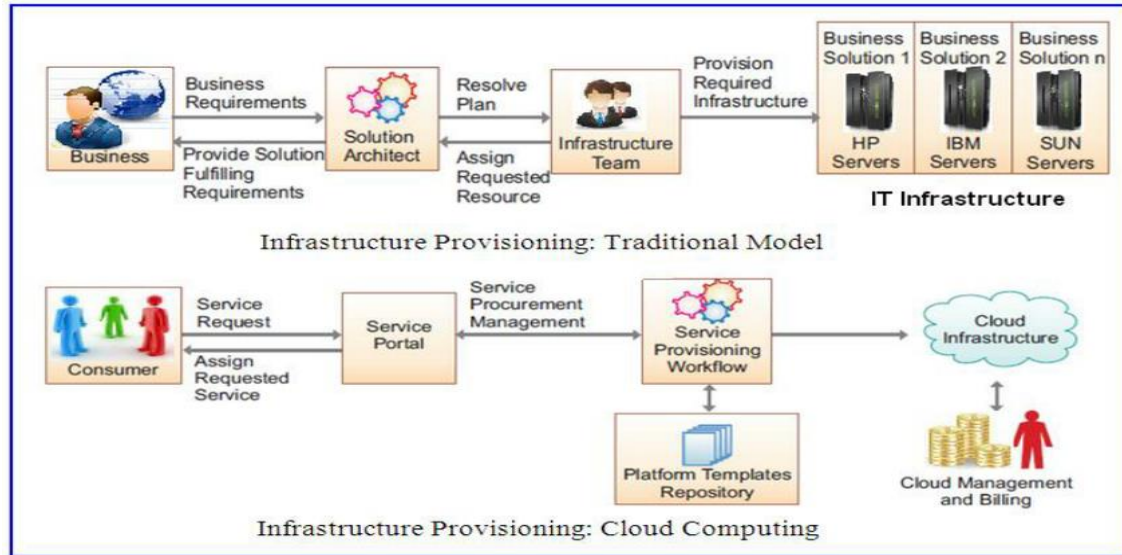 Business
Business
Requirements
Provide Solution
Fulfilling
Requirements
Solution
Architect
Resolve
Plan
Assign
Requested
Resource
Infrastructure
Team
Provision
Required
Infrastructure
Business
Solution 1
HP
Servers
Business
Solution 2
IBM
Servers
Business
Solution n
SUN
Servers
IT Infrastructure
Infrastructure Provisioning: Traditional Model
Consumer
Service
Request
Assign
Requested
Service
Service
Portal
Service
Procurement
Management
Service
Provisioning
Workflow
Platform Templates
Repository
Cloud
Infrastructure
Cloud Management
and Billing
Infrastructure Provisioning: Cloud Computing